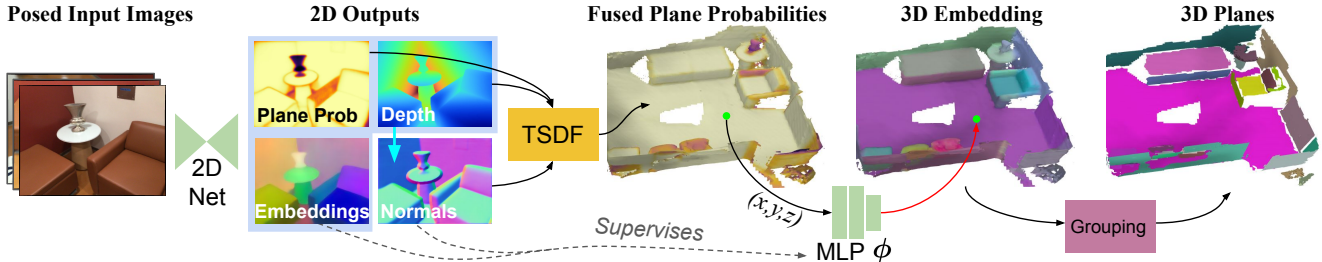 Posed Input Images
2D Outputs
Fused Plane Probabilities
3D Embedding
3D Planes
Plane Prob
Depth
2D
Net
TSDF
Embeddings
Normals
(x,y,z)
Supervises
MLP ϕ
Grouping